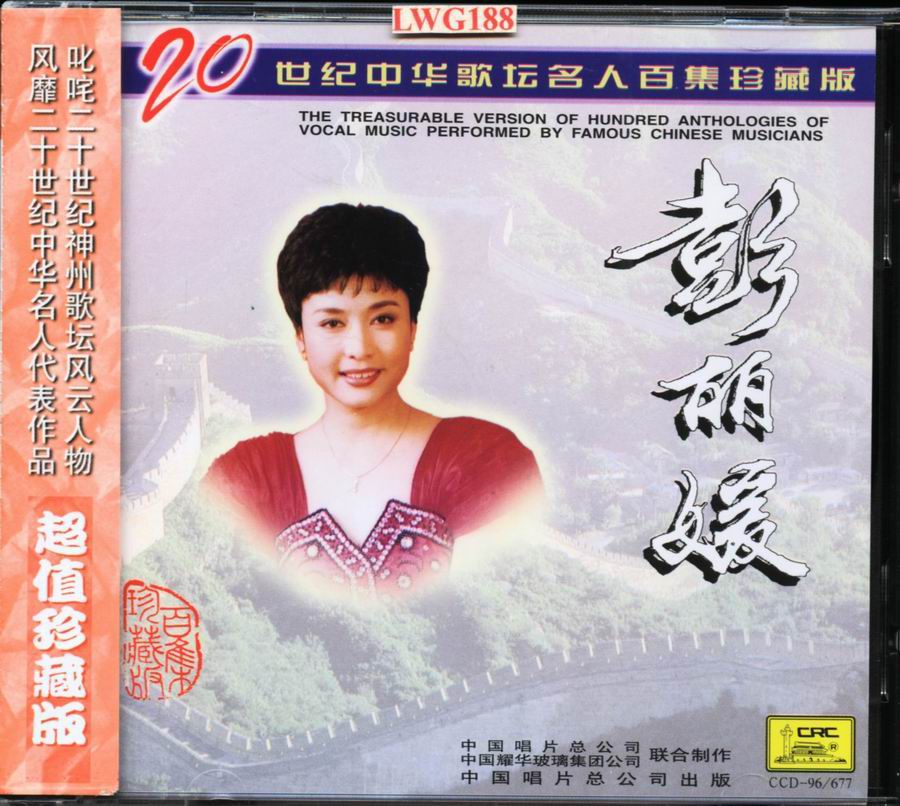 LWG188
20
世纪中华歌坛名人百集珍藏版
THE TREASURABLE VERSION OF HUNDRED ANTHOLOGIES OF
VOCAL MUSIC PERFORMED BY FAMOUS CHINESE MUSICIANS
叱咤二十世纪神州歌坛风云人物
风靡二十世纪中华名人代表作品
超值珍藏版
彭丽媛
百集
珍藏版
中国唱片总公司
中国耀华玻璃集团公司
联合制作
中国唱片总公司出版
CRC
®
CCD-96/677